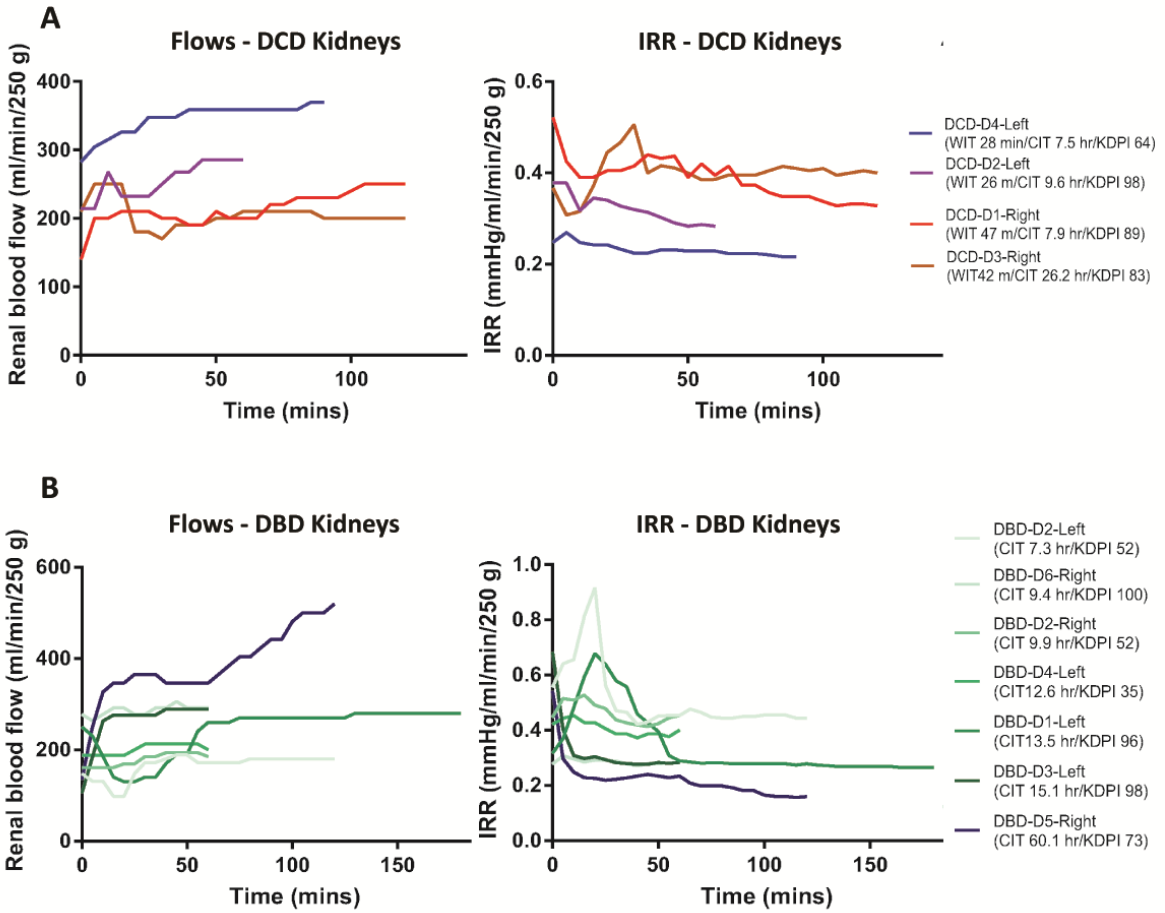 A
Flows - DCD Kidneys
Renal blood flow (ml/min/250 g)
400
300
200
100
0
0
50
100
Time (mins)
IRR - DCD Kidneys
IRR (mmHg/ml/min/250 g)
0.6
0.4
0.2
0.0
0
50
100
Time (mins)
DCD-D4-Left
(WIT 28 min/CIT 7.5 hr/KDPI 64)
DCD-D2-Left
(WIT 26 m/CIT 9.6 hr/KDPI 98)
DCD-D1-Right
(WIT 47 m/CIT 7.9 hr/KDPI 89)
DCD-D3-Right
(WIT42 m/CIT 26.2 hr/KDPI 83)
B
Flows - DBD Kidneys
Renal blood flow (ml/min/250 g)
600
400
200
0
0
50
100
150
Time (mins)
IRR - DBD Kidneys
IRR (mmHg/ml/min/250 g)
1.0
0.8
0.6
0.4
0.2
0.0
0
50
100
150
Time (mins)
DBD-D2-Left
(CIT 7.3 hr/KDPI 52)
DBD-D6-Right
(CIT 9.4 hr/KDPI 100)
DBD-D2-Right
(CIT 9.9 hr/KDPI 52)
DBD-D4-Left
(CIT12.6 hr/KDPI 35)
DBD-D1-Left
(CIT13.5 hr/KDPI 96)
DBD-D3-Left
(CIT 15.1 hr/KDPI 98)
DBD-D5-Right
(CIT 60.1 hr/KDPI 73)